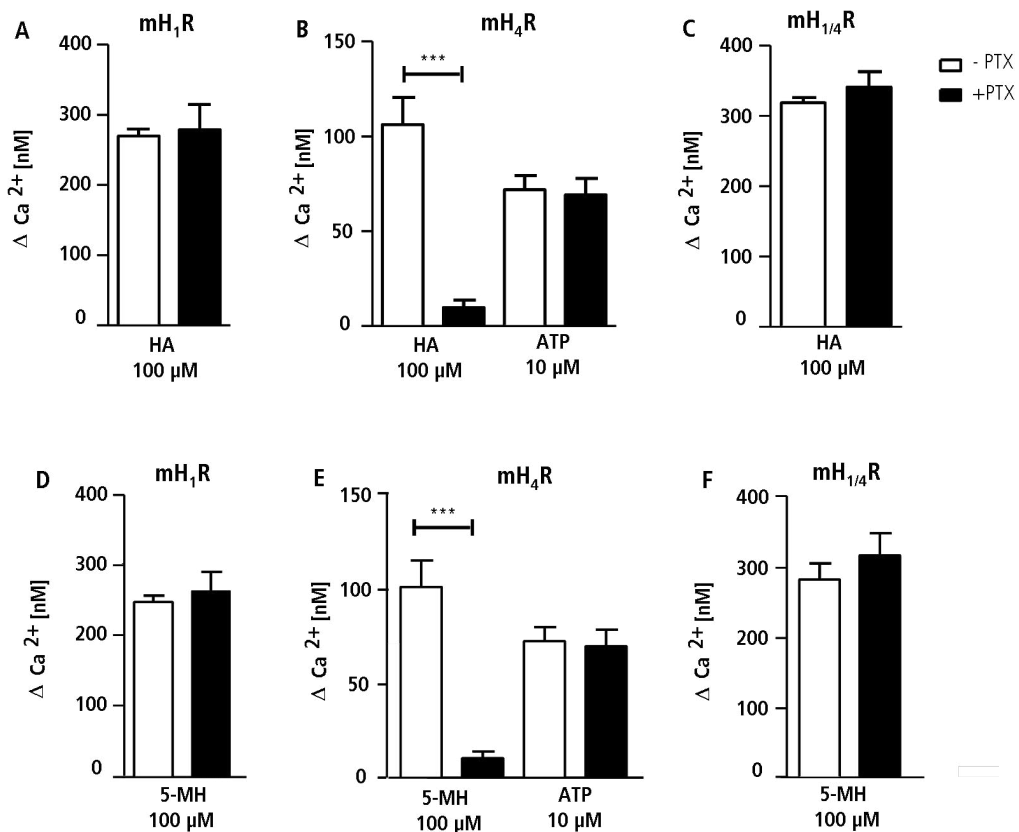 A
mH1R
400
300
200
100
0
Δ Ca 2+ [nM]
HA
100 µM
B
mH4R
150
100
50
0
Δ Ca 2+ [nM]
***
HA
100 µM
ATP
10 µM
C
mH1/4R
400
300
200
100
0
Δ Ca 2+ [nM]
HA
100 µM
- PTX
+PTX
D
mH1R
400
300
200
100
0
Δ Ca 2+ [nM]
5-MH
100 µM
E
mH4R
150
100
50
0
Δ Ca 2+ [nM]
***
5-MH
100 µM
ATP
10 µM
F
mH1/4R
400
300
200
100
0
Δ Ca 2+ [nM]
5-MH
100 µM